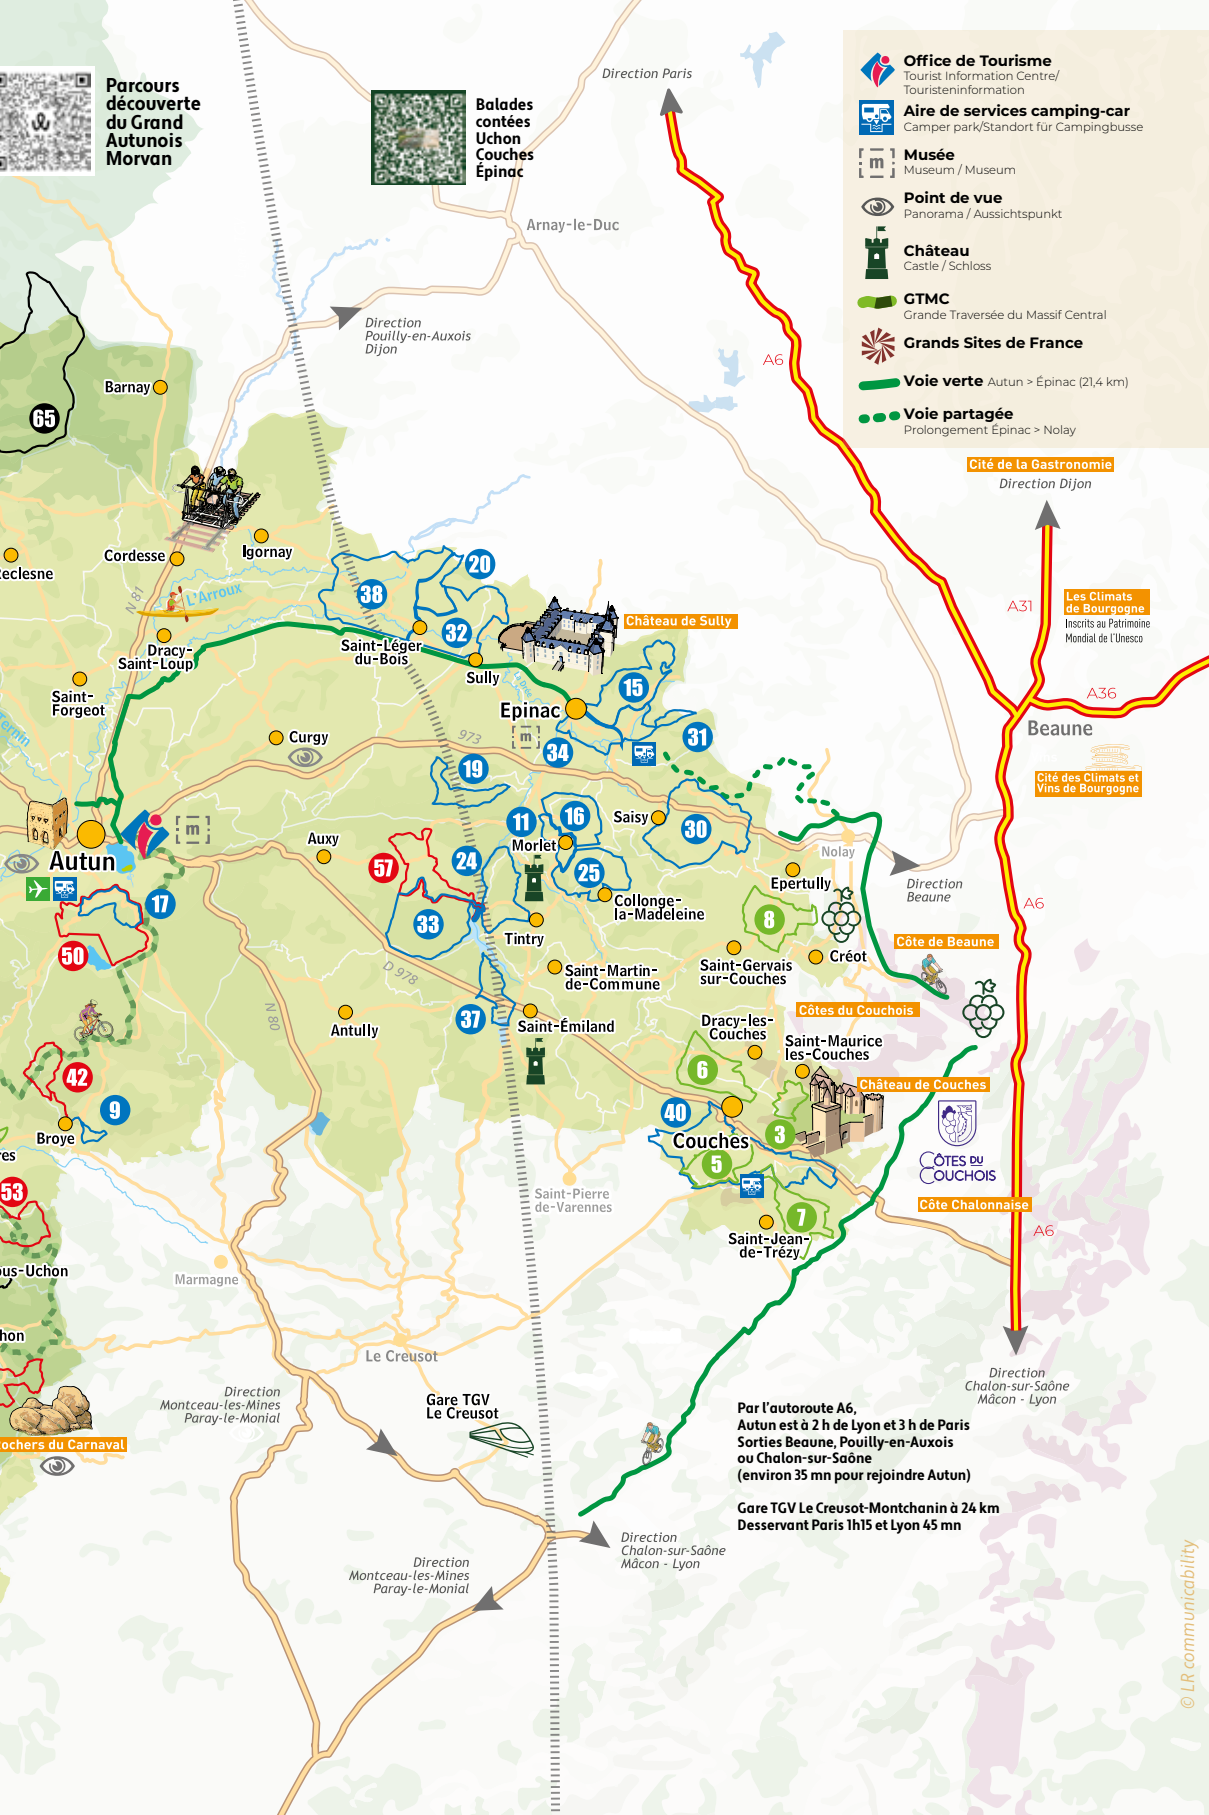 Parcours
découverte
du Grand
Autunois
Morvan
Balades
contées
Uchon
Couches
Épinac
Direction Paris
Arnay-le-Duc
Direction
Pouilly-en-Auxois
Dijon
Office de Tourisme
Tourist Information Centre/
Touristeninformation
Aire de services camping-car
Camper park/Standort für Campingbusse
m
Musée
Museum / Museum
Point de vue
Panorama / Aussichtspunkt
Château
Castle / Schloss
GTMC
Grande Traversée du Massif Central
Grands Sites de France
Voie verte Autun > Épinac (21,4 km)
Voie partagée
Prolongement Épinac > Nolay
A6
Barnay
65
Cité de la Gastronomie
Direction Dijon
Cordesse
Igornay
Reclesne
N 81
L'Arroux
20
38
32
A31
Les Climats
de Bourgogne
Inscrits au Patrimoine
Mondial de l'Unesco
Château de Sully
Dracy-
Saint-Loup
Saint-Léger
du-Bois
Sully
La Drée
15
Saint-
Forgeot
Ternin
Epinac
m
A36
Beaune
Curgy
973
34
31
19
Cité des Climats et
Vins de Bourgogne
11
16
Saisy
30
Morlet
Auxy
m
Autun
57
24
25
Nolay
Epertully
Direction
Beaune
17
33
Collonge-
la-Madeleine
8
A6
50
Tintry
Côte de Beaune
Créot
Saint-Gervais
sur-Couches
D 978
Saint-Martin-
de-Commune
N 80
Antully
37
Saint-Émiland
Côtes du Couchois
Dracy-les-
Couches
Saint-Maurice
les-Couches
6
42
Château de Couches
9
Broye
40
Couches
3
5
CÔTES DU
COUCHOIS
res
53
Saint-Pierre
de-Varennes
Côte Chalonnaise
7
Saint-Jean-
de-Trézy
A6
ous-Uchon
Marmagne
hon
Le Creusot
Direction
Montceau-les-Mines
Paray-le-Monial
Gare TGV
Le Creusot
Direction
Chalon-sur-Saône
Mâcon - Lyon
ochers du Carnaval
Par l'autoroute A6,
Autun est à 2 h de Lyon et 3 h de Paris
Sorties Beaune, Pouilly-en-Auxois
ou Chalon-sur-Saône
(environ 35 mn pour rejoindre Autun)
Gare TGV Le Creusot-Montchanin à 24 km
Desservant Paris 1h15 et Lyon 45 mn
Direction
Chalon-sur-Saône
Mâcon - Lyon
Direction
Montceau-les-Mines
Paray-le-Monial
© LR communicability